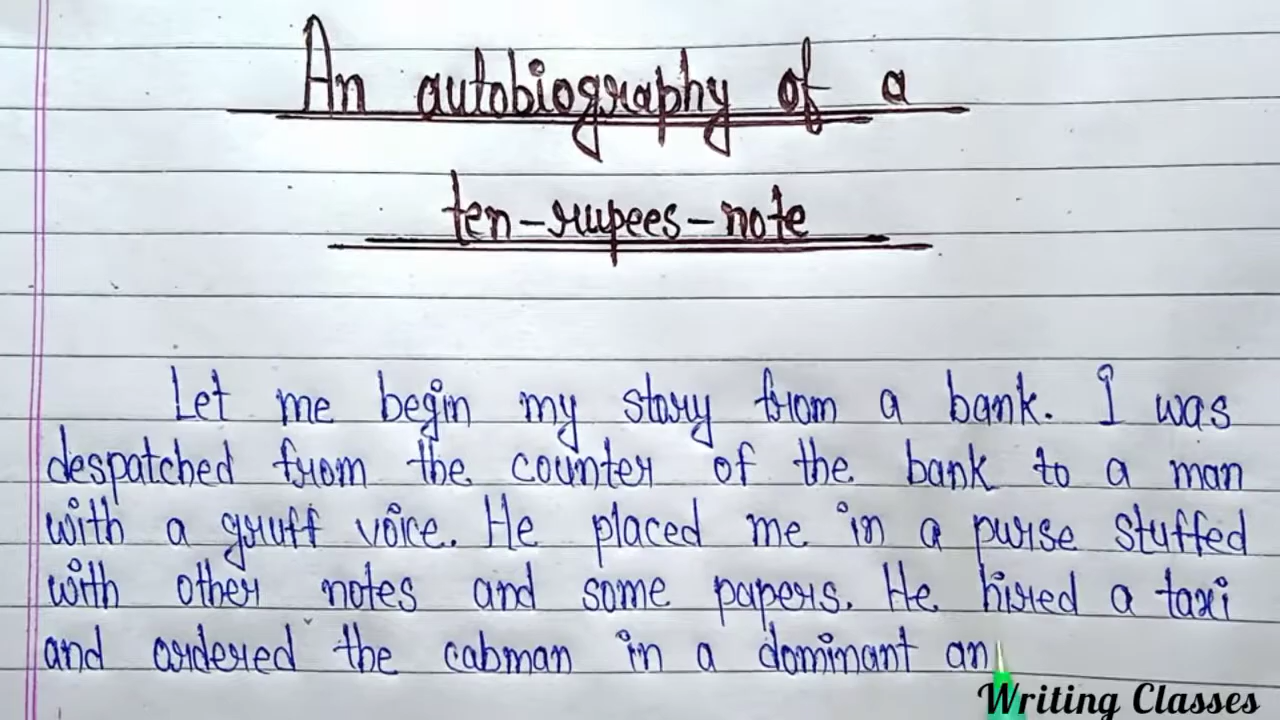 An autobiography of a
ten-rupees-note
Let me begin my story from a bank. I was
despatched from the counter of the bank to a man
with a gruff voice. He placed me in a purse stuffed
with other notes and some papers. He hired a taxi
and ordered the cabman in a dominant an
Writing Classes